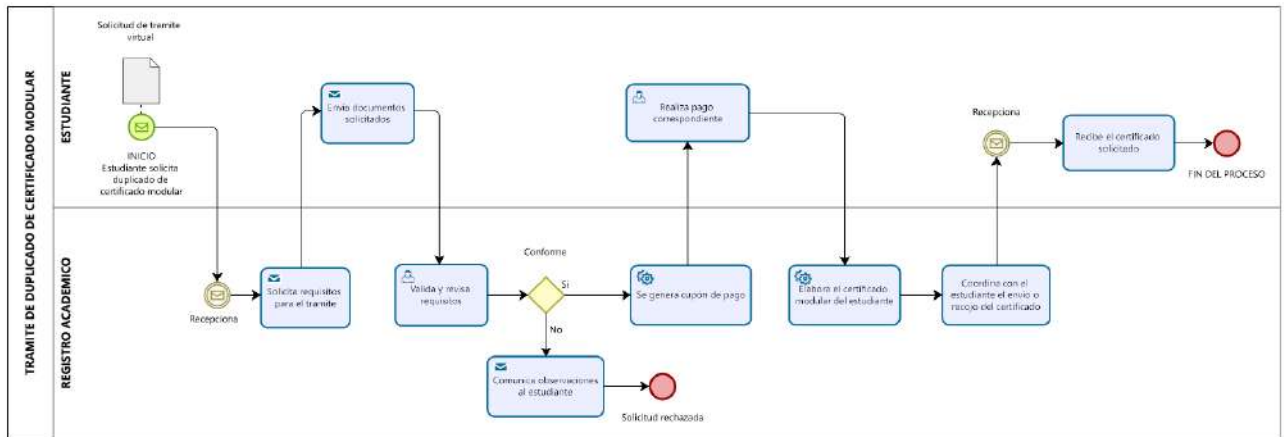 TRAMITE DE DUPLICADO DE CERTIFICADO MODULAR
ESTUDIANTE
Solicitud de tramite
virtual
INICIO
Estudiante solicita
duplicado de
certificado modular
Envio documentos
solicitados
Realiza pago
correspondiente
Recepciona
Recibe el certificado
solicitado
FIN DEL PROCESO
REGISTRO ACADEMICO
Recepciona
Solicita requisitos
para el tramite
Valida y revisa
requisitos
Conforme
Si
No
Comunica observaciones
al estudiante
Solicitud rechazada
Se genera cupón de pago
Elabora el certificado
modular del estudiante
Coordina con el
estudiante el envio o
recojo del certificado